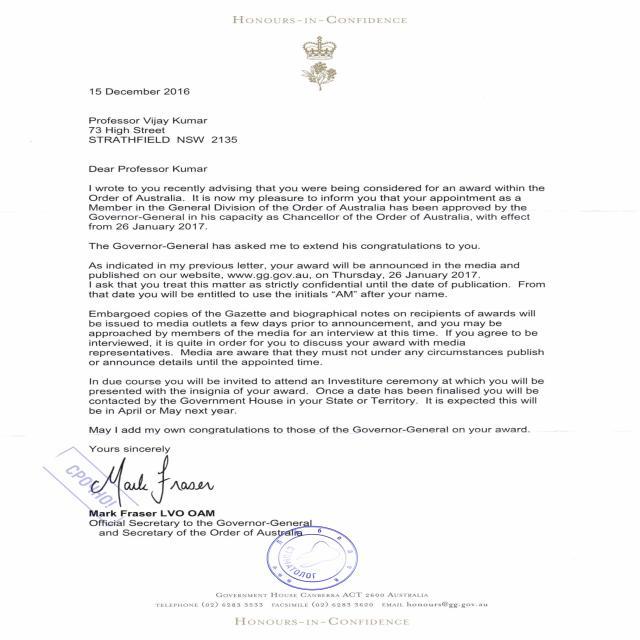 HONOURS-IN-CONFIDENCE
15 December 2016
Professor Vijay Kumar
73 High Street
STRATHFIELD NSW 2135
Dear Professor Kumar
I wrote to you recently advising that you were being considered for an award within the
Order of Australia. It is now my pleasure to inform you that your appointment as a
Member in the General Division of the Order of Australia has been approved by the
Governor-General in his capacity as Chancellor of the Order of Australia, with effect
from 26 January 2017.
The Governor-General has asked me to extend his congratulations to you.
As indicated in my previous letter, your award will be announced in the media and
published on our website, www.gg.gov.au, on Thursday, 26 January 2017.
I ask that you treat this matter as strictly confidential until the date of publication. From
that date you will be entitled to use the initials "AM" after your name.
Embargoed copies of the Gazette and biographical notes on recipients of awards will
be issued to media outlets a few days prior to announcement, and you may be
approached by members of the media for an interview at this time. If you agree to be
interviewed, it is quite in order for you to discuss your award with media
representatives. Media are aware that they must not under any circumstances publish
or announce details until the appointed time.
In due course you will be invited to attend an Investiture ceremony at which you will be
presented with the insignia of your award. Once a date has been finalised you will be
contacted by the Government House in your State or Territory. It is expected this will
be in April or May next year.
May I add my own congratulations to those of the Governor-General on your award.
Yours sincerely
СРОЧНО!
Mark Fraser
Mark Fraser LVO OAM
Official Secretary to the Governor-General
and Secretary of the Order of Australia
СТОМАТОЛОГ
GOVERNMENT HOUSE CANBERRA ACT 2600 AUSTRALIA
TELEPHONE (02) 6283 3533 FACSIMILE (02) 6283 3620 EMAIL honours@gg.gov.au
HONOURS-IN-CONFIDENCE